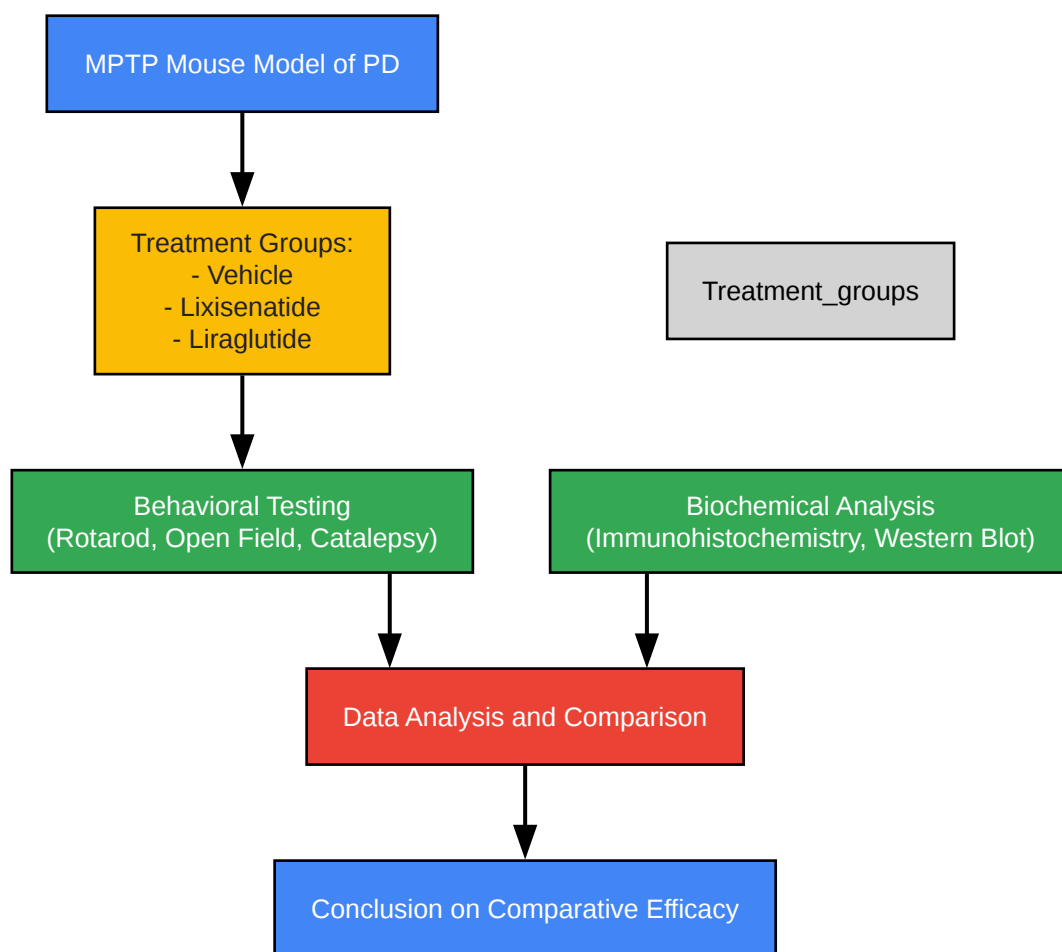 MPTP Mouse Model of PD
Treatment Groups:
- Vehicle
- Lixisenatide
- Liraglutide
Treatment_groups
Behavioral Testing
(Rotarod, Open Field, Catalepsy)
Biochemical Analysis
(Immunohistochemistry, Western Blot)
Data Analysis and Comparison
Conclusion on Comparative Efficacy